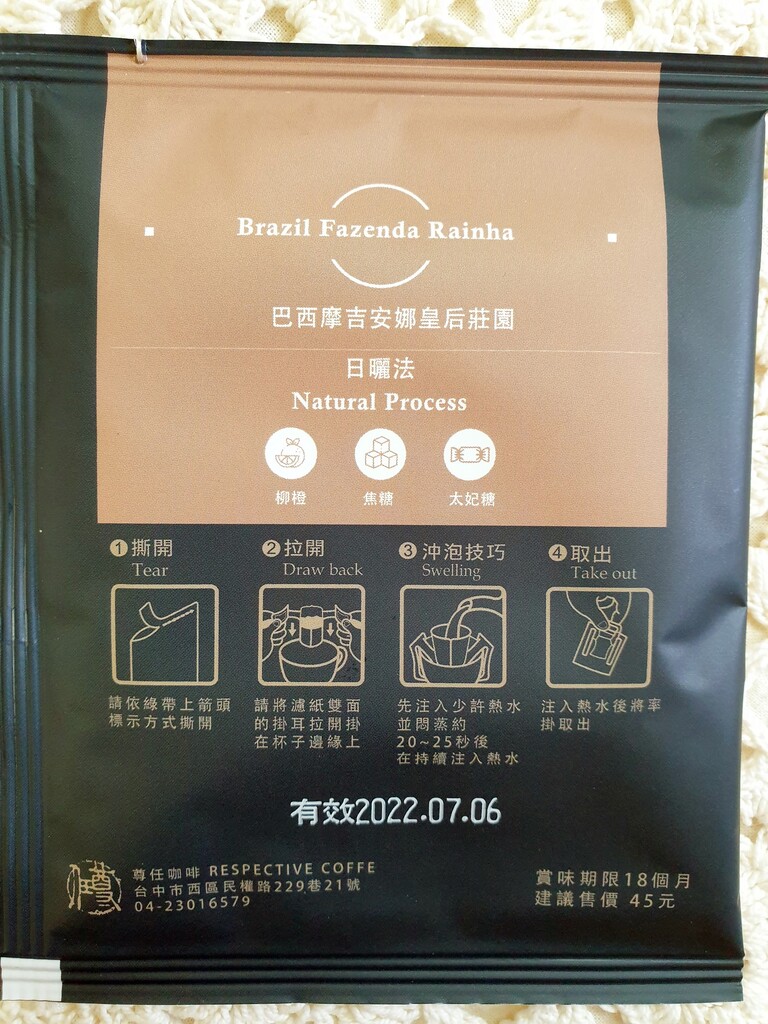 Brazil Fazenda Rainha
巴西摩吉安娜皇后莊園
日曬法
Natural Process
柳橙 焦糖 太妃糖
1 撕開
Tear
請依綠帶上箭頭
標示方式撕開
2 拉開
Draw back
請將濾紙雙面
的掛耳拉開掛
在杯子邊緣上
3 沖泡技巧
Swelling
先注入少許熱水
並悶蒸約
20~25秒後
在持續注入熱水
4 取出
Take out
注入熱水後將率
掛取出
有效2022.07.06
尊任咖啡 RESPECTIVE COFFE
台中市西區民權路229巷21號
04-23016579
賞味期限18個月
建議售價 45元